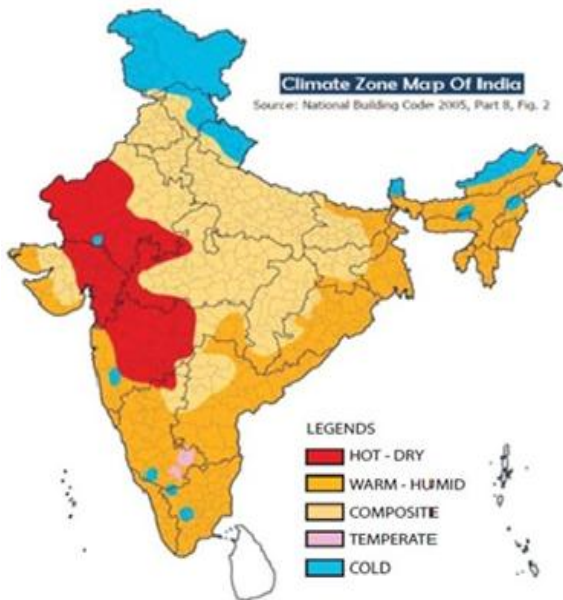 Climate Zone Map Of India
Source: National Building Code 2005, Part 8, Fig. 2
LEGENDS
HOT - DRY
WARM - HUMID
COMPOSITE
TEMPERATE
COLD